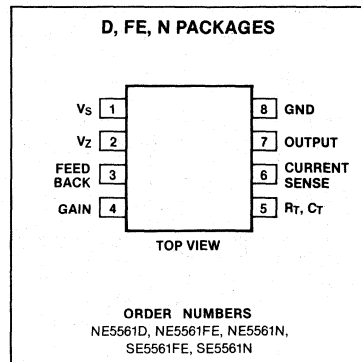 D, FE, N PACKAGES
VS 1
8 GND
VZ 2
7 OUTPUT
FEED
BACK 3
6 CURRENT
SENSE
GAIN 4
5 RT, CT
TOP VIEW
ORDER NUMBERS
NE5561D, NE5561FE, NE5561N,
SE5561FE, SE5561N